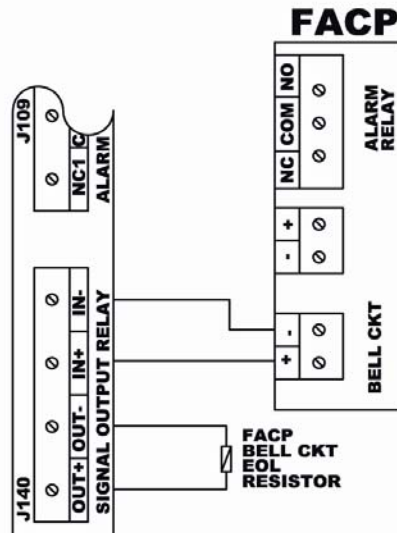 FACP
NO
COM
NC
ALARM
RELAY
+
-
-
+
BELL CKT
J109
C
NC1
ALARM
IN-
IN+
OUT-
OUT+
SIGNAL OUTPUT RELAY
J140
FACP
BELL CKT
EOL
RESISTOR